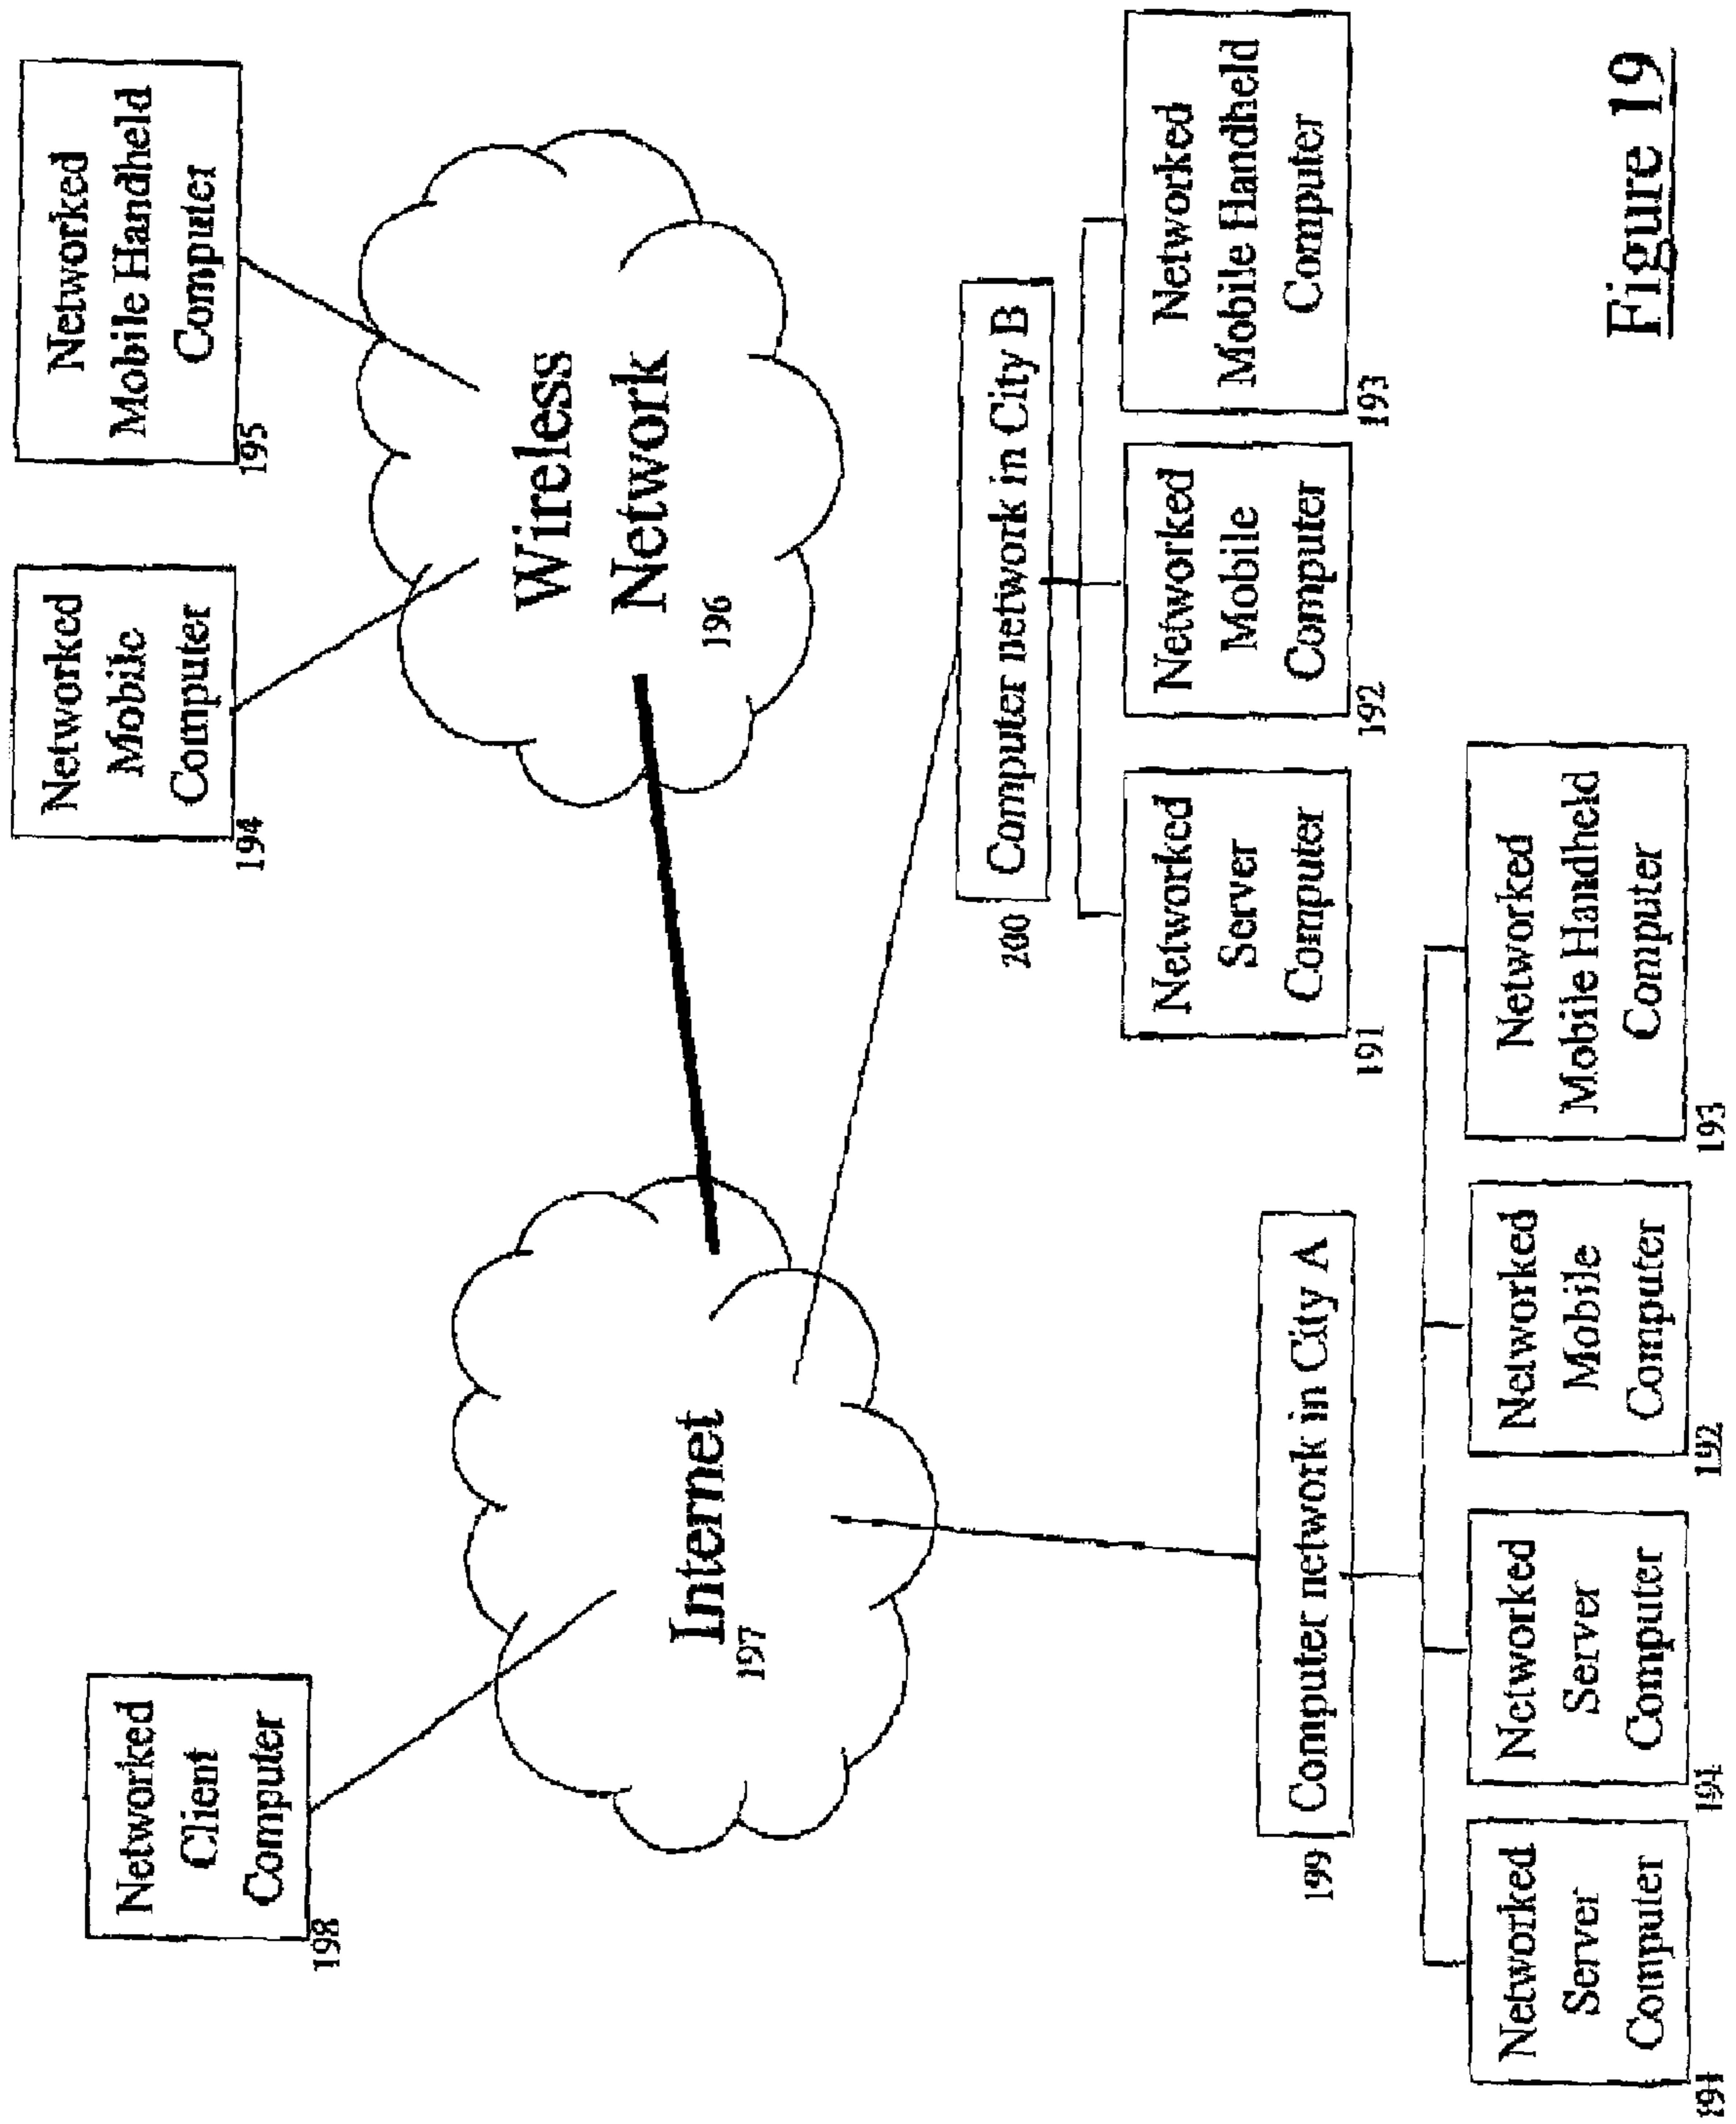 Networked
Client
Computer
198
Networked
Mobile
Computer
194
Networked
Mobile Handheld
Computer
195
Internet
197
Wireless
Network
196
Computer network in City B
200
Networked
Server
Computer
191
Networked
Mobile
Computer
192
Networked
Mobile Handheld
Computer
193
Computer network in City A
199
Networked
Server
Computer
191
Networked
Server
Computer
191
Networked
Mobile
Computer
192
Networked
Mobile Handheld
Computer
193
Figure 19